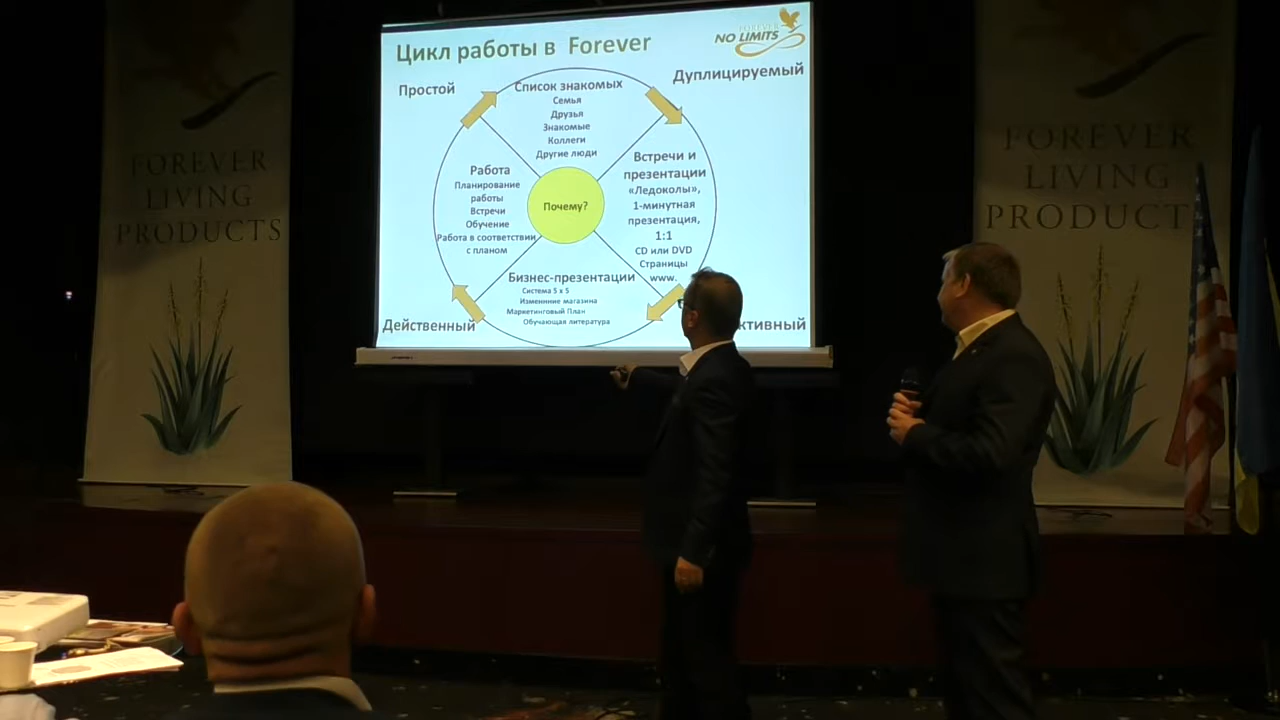 Цикл работы в Forever
FOREVER
NO LIMITS
Простой
Дуплицируемый
Список знакомых
Семья
Друзья
Знакомые
Коллеги
Другие люди
Встречи и
презентации
«Ледоколы»,
1-минутная
презентация,
1:1
CD или DVD
Страницы
www.
Почему?
Работа
Планирование
работы
Встречи
Обучение
Работа в соответствии
с планом
Бизнес-презентации
Система 5 х 5
Изменнние магазина
Маркетинговый План
Обучающая литература
Действенный
ктивный
FOREVER
LIVING
PRODUCTS
FOREVER
LIVING
PRODUCT